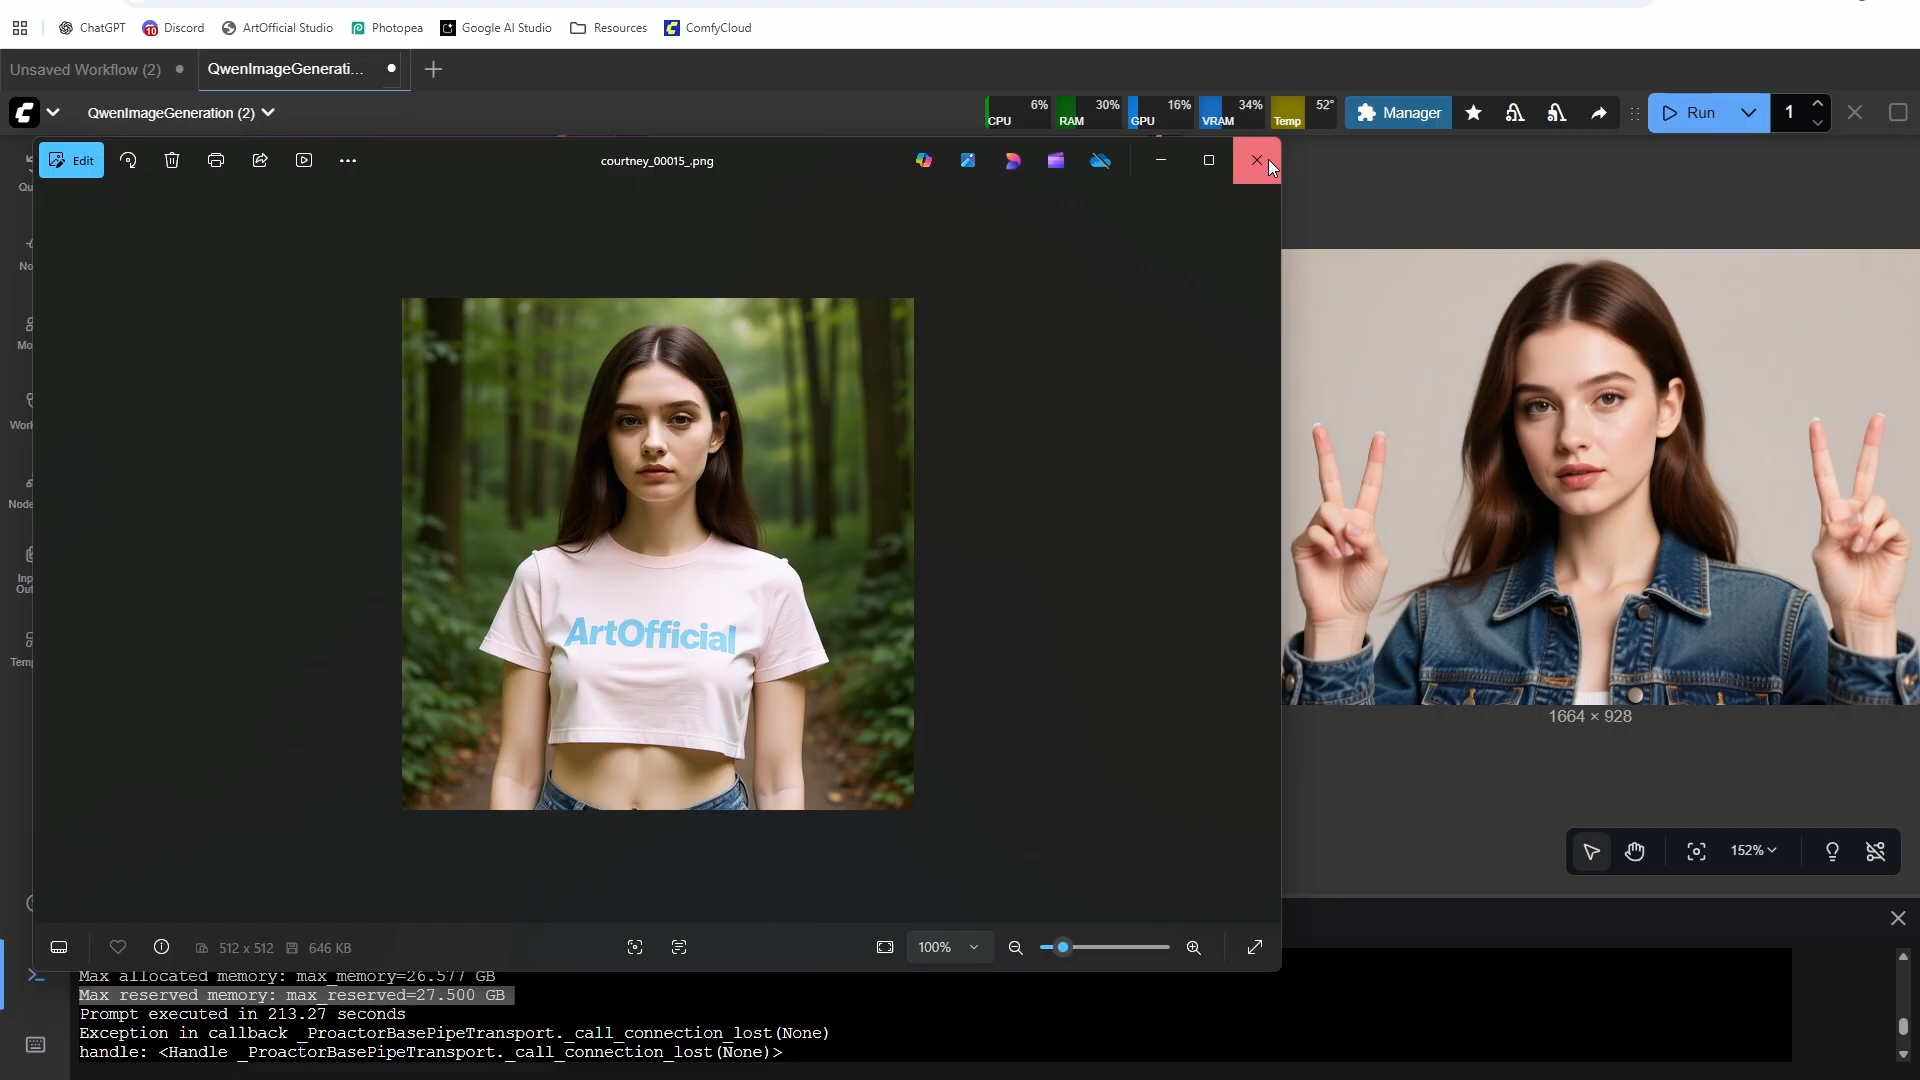 ChatGPT
Discord
ArtOfficial Studio
Photopea
Google AI Studio
Resources
ComfyCloud
Unsaved Workflow (2)
QwenImageGenerati...
QwenImageGeneration (2)
CPU 6%
RAM 30%
GPU 16%
VRAM 34%
Temp 52°
Manager
Run
1
Edit
courtney_00015_.png
ArtOfficial
1664 × 928
152%
512 x 512
646 KB
100%
Max allocated memory: max_memory=26.577 GB
Max reserved memory: max_reserved=27.500 GB
Prompt executed in 213.27 seconds
Exception in callback _ProactorBasePipeTransport._call_connection_lost(None)
handle: <Handle _ProactorBasePipeTransport._call_connection_lost(None)>